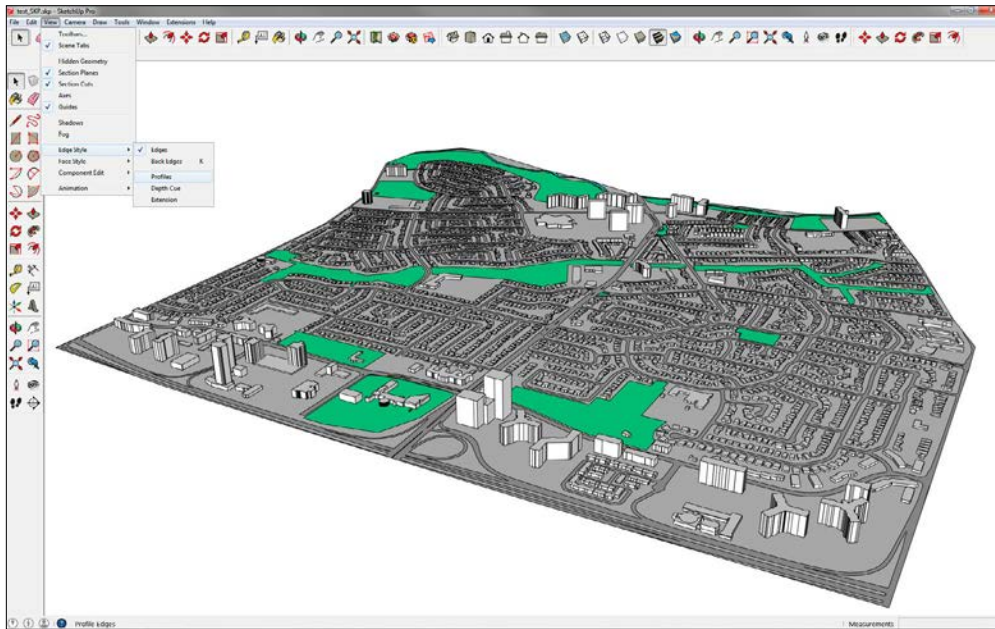 test_SKP.skp - SketchUp Pro
File Edit View Camera Draw Tools Window Extensions Help
Toolbars...
Scene Tabs
Hidden Geometry
Section Planes
Section Cuts
Axes
Guides
Shadows
Fog
Edge Style
Face Style
Component Edit
Animation
Edges
Back Edges K
Profiles
Depth Cue
Extension
Profile Edges
Measurements